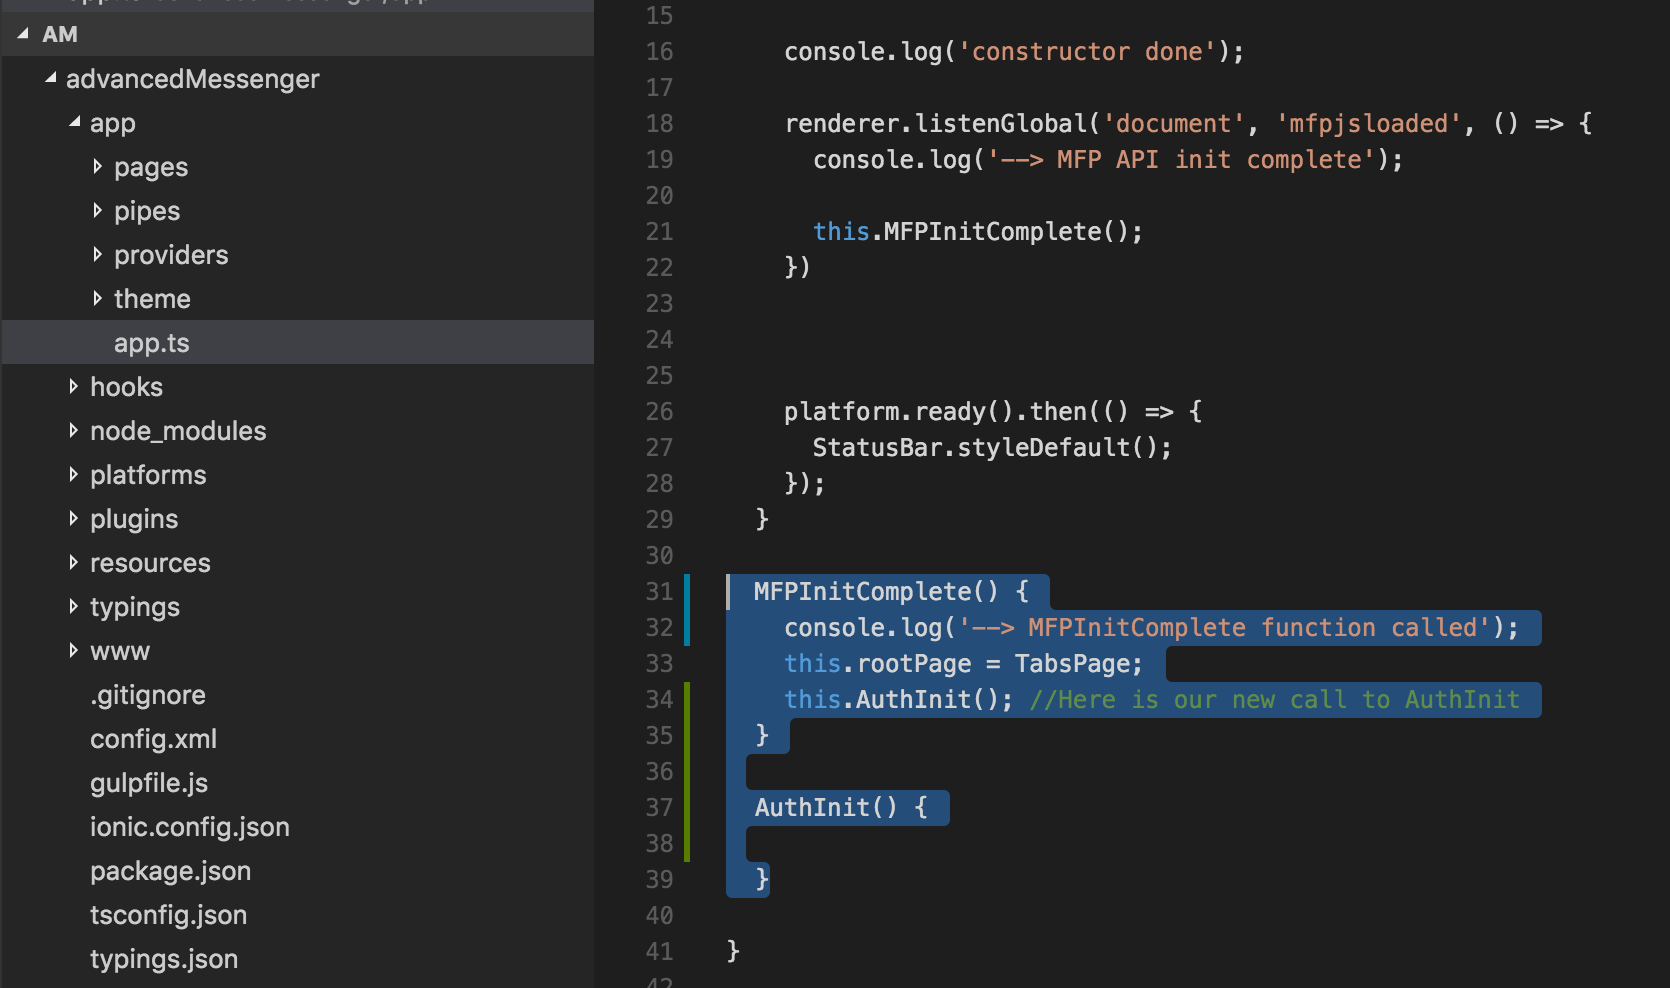 AM
advancedMessenger
app
pages
pipes
providers
theme
app.ts
hooks
node_modules
platforms
plugins
resources
typings
www
.gitignore
config.xml
gulpfile.js
ionic.config.json
package.json
tsconfig.json
typings.json
15
16 console.log('constructor done');
17
18 renderer.listenGlobal('document', 'mfpjsloaded', () => {
19 console.log('--> MFP API init complete');
20
21 this.MFPInitComplete();
22 })
23
24
25
26 platform.ready().then(() => {
27 StatusBar.styleDefault();
28 });
29 }
30
31 MFPInitComplete() {
32 console.log('--> MFPInitComplete function called');
33 this.rootPage = TabsPage;
34 this.AuthInit(); //Here is our new call to AuthInit
35 }
36
37 AuthInit() {
38
39 }
40
41 }
42